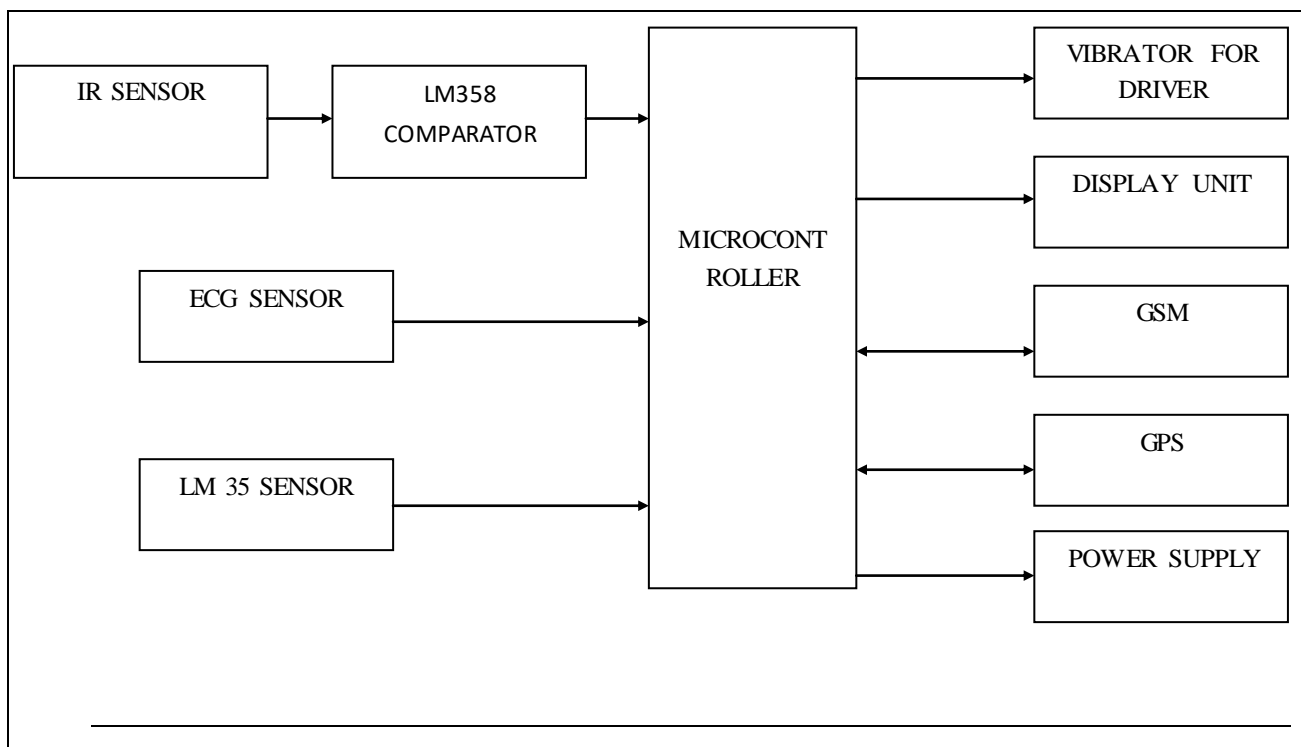 IR SENSOR
LM358
COMPARATOR
ECG SENSOR
LM 35 SENSOR
MICROCONT
ROLLER
VIBRATOR FOR
DRIVER
DISPLAY UNIT
GSM
GPS
POWER SUPPLY